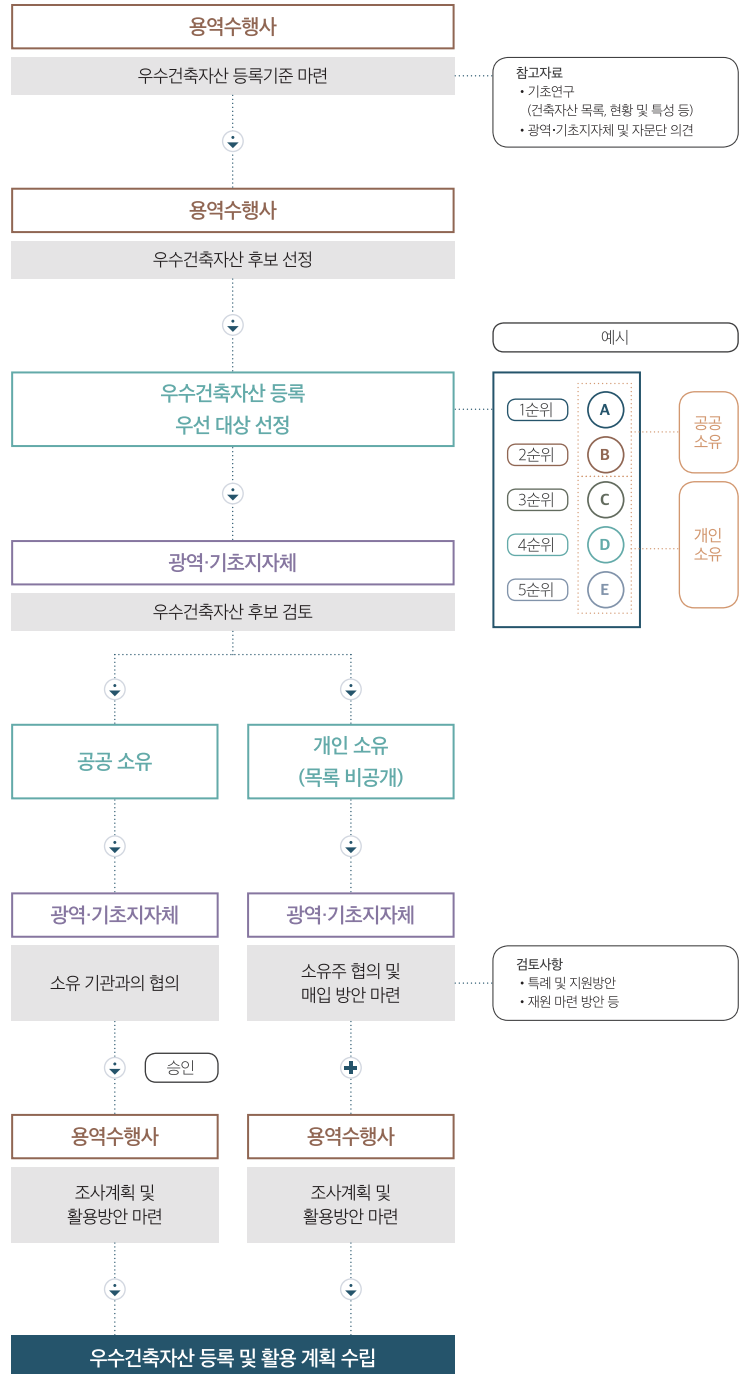 용역수행사
우수건축자산 등록기준 마련
참고자료
• 기초연구
(건축자산 목록, 현황 및 특성 등)
• 광역·기초지자체 및 자문단 의견
용역수행사
우수건축자산 후보 선정
우수건축자산 등록
우선 대상 선정
예시
1순위 A
2순위 B
3순위 C
4순위 D
5순위 E
공공
소유
개인
소유
광역·기초지자체
우수건축자산 후보 검토
공공 소유
개인 소유
(목록 비공개)
광역·기초지자체
소유 기관과의 협의
광역·기초지자체
소유주 협의 및
매입 방안 마련
검토사항
• 특례 및 지원방안
• 재원 마련 방안 등
승인
용역수행사
조사계획 및
활용방안 마련
용역수행사
조사계획 및
활용방안 마련
우수건축자산 등록 및 활용 계획 수립